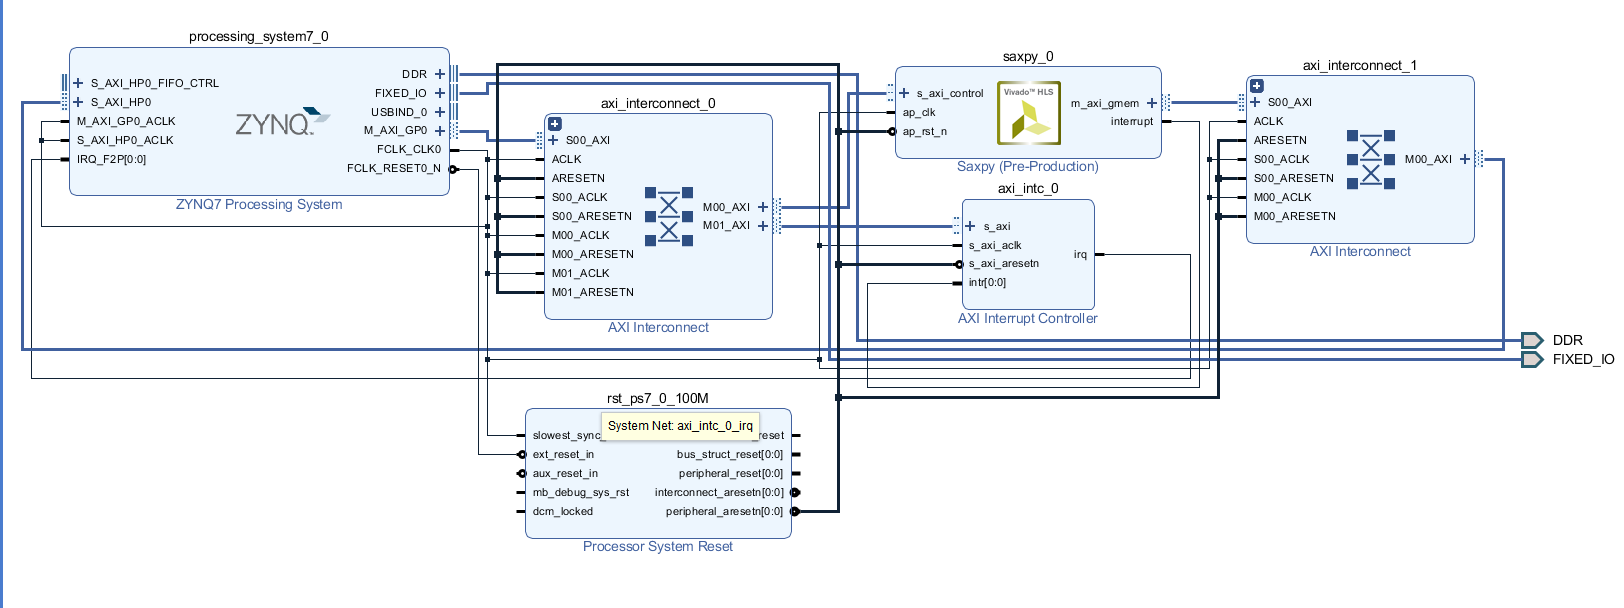 processing_system7_0
S_AXI_HP0_FIFO_CTRL
S_AXI_HP0
M_AXI_GP0_ACLK
S_AXI_HP0_ACLK
IRQ_F2P[0:0]
ZYNQ
DDR
FIXED_IO
USBIND_0
M_AXI_GP0
FCLK_CLK0
FCLK_RESET0_N
ZYNQ7 Processing System
axi_interconnect_0
S00_AXI
ACLK
ARESETN
S00_ACLK
S00_ARESETN
M00_ACLK
M00_ARESETN
M01_ACLK
M01_ARESETN
M00_AXI
M01_AXI
AXI Interconnect
saxpy_0
s_axi_control
ap_clk
ap_rst_n
Vivado™ HLS
m_axi_gmem
interrupt
Saxpy (Pre-Production)
axi_intc_0
s_axi
s_axi_aclk
s_axi_aresetn
intr[0:0]
irq
AXI Interrupt Controller
axi_interconnect_1
S00_AXI
ACLK
ARESETN
S00_ACLK
S00_ARESETN
M00_ACLK
M00_ARESETN
M00_AXI
AXI Interconnect
DDR
FIXED_IO
rst_ps7_0_100M
System Net: axi_intc_0_irq
slowest_sync_
ext_reset_in
aux_reset_in
mb_debug_sys_rst
dcm_locked
_reset
bus_struct_reset[0:0]
peripheral_reset[0:0]
interconnect_aresetn[0:0]
peripheral_aresetn[0:0]
Processor System Reset